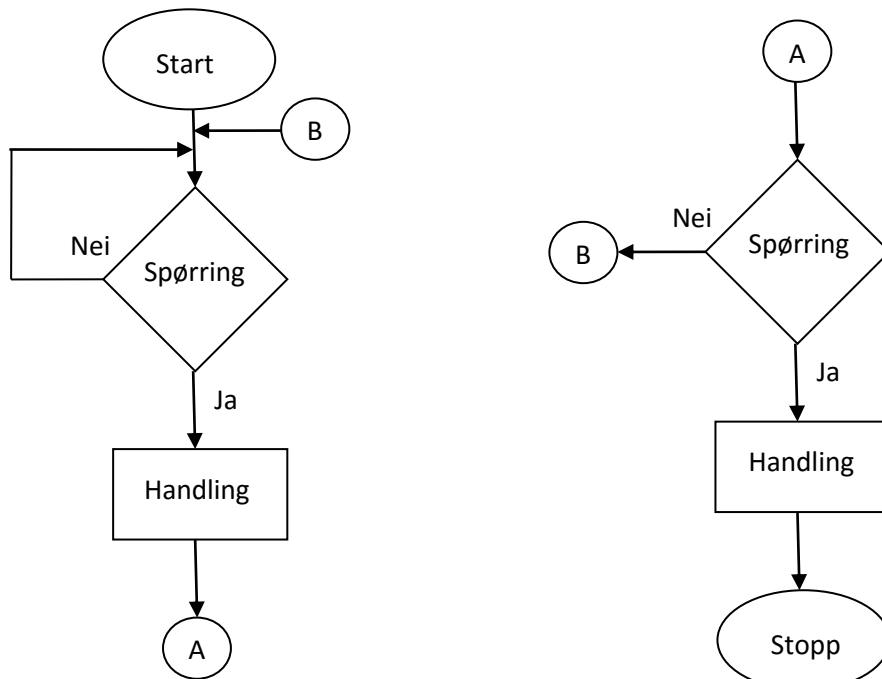 Start
B
Nei
Spørring
Ja
Handling
A
A
Nei
B
Spørring
Ja
Handling
Stopp